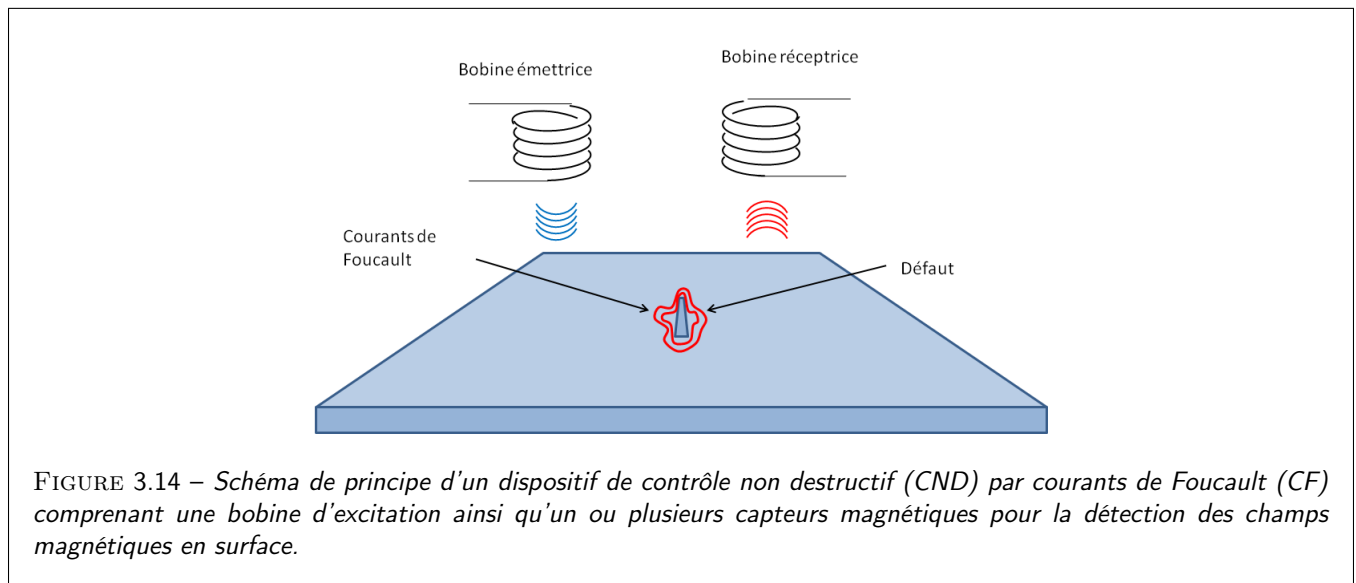 Bobine émettrice
Bobine réceptrice
Courants de
Foucault
Défaut
FIGURE 3.14 – Schéma de principe d'un dispositif de contrôle non destructif (CND) par courants de Foucault (CF)
comprenant une bobine d'excitation ainsi qu'un ou plusieurs capteurs magnétiques pour la détection des champs
magnétiques en surface.